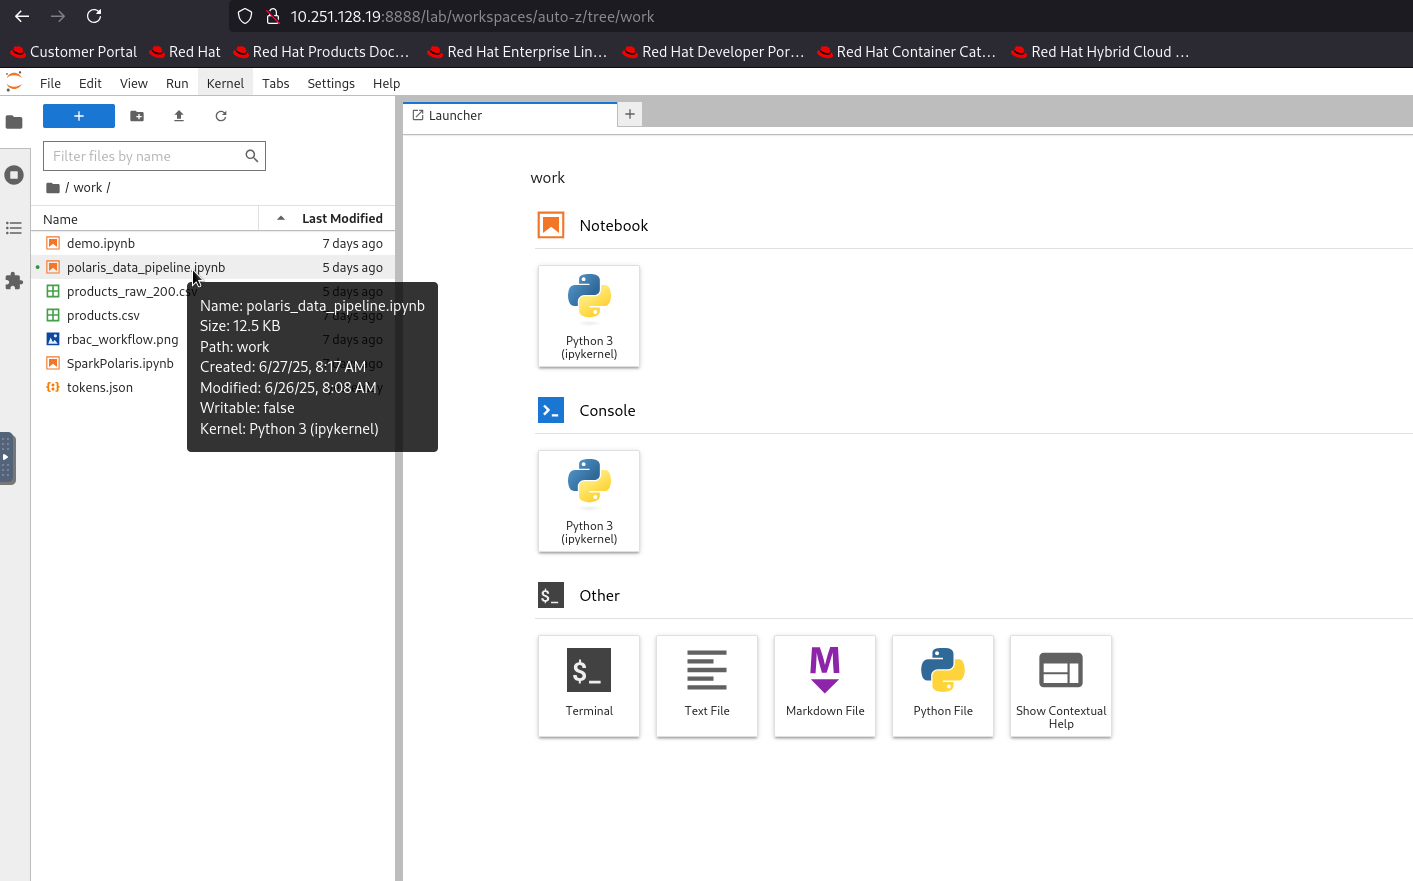 10.251.128.19:8888/lab/workspaces/auto-z/tree/work
Customer Portal Red Hat Red Hat Products Doc… Red Hat Enterprise Lin… Red Hat Developer Por… Red Hat Container Cat… Red Hat Hybrid Cloud …
File Edit View Run Kernel Tabs Settings Help
+
Launcher +
Filter files by name
/ work /
Name Last Modified
demo.ipynb 7 days ago
polaris_data_pipeline.ipynb 5 days ago
products_raw_200.csv 5 days ago
products.csv 7 days ago
rbac_workflow.png 7 days ago
SparkPolaris.ipynb ago
tokens.json
Name: polaris_data_pipeline.ipynb
Size: 12.5 KB
Path: work
Created: 6/27/25, 8:17 AM
Modified: 6/26/25, 8:08 AM
Writable: false
Kernel: Python 3 (ipykernel)
work
Notebook
Python 3
(ipykernel)
Console
Python 3
(ipykernel)
$_ Other
$_
Terminal
Text File
Markdown File
Python File
Show Contextual
Help